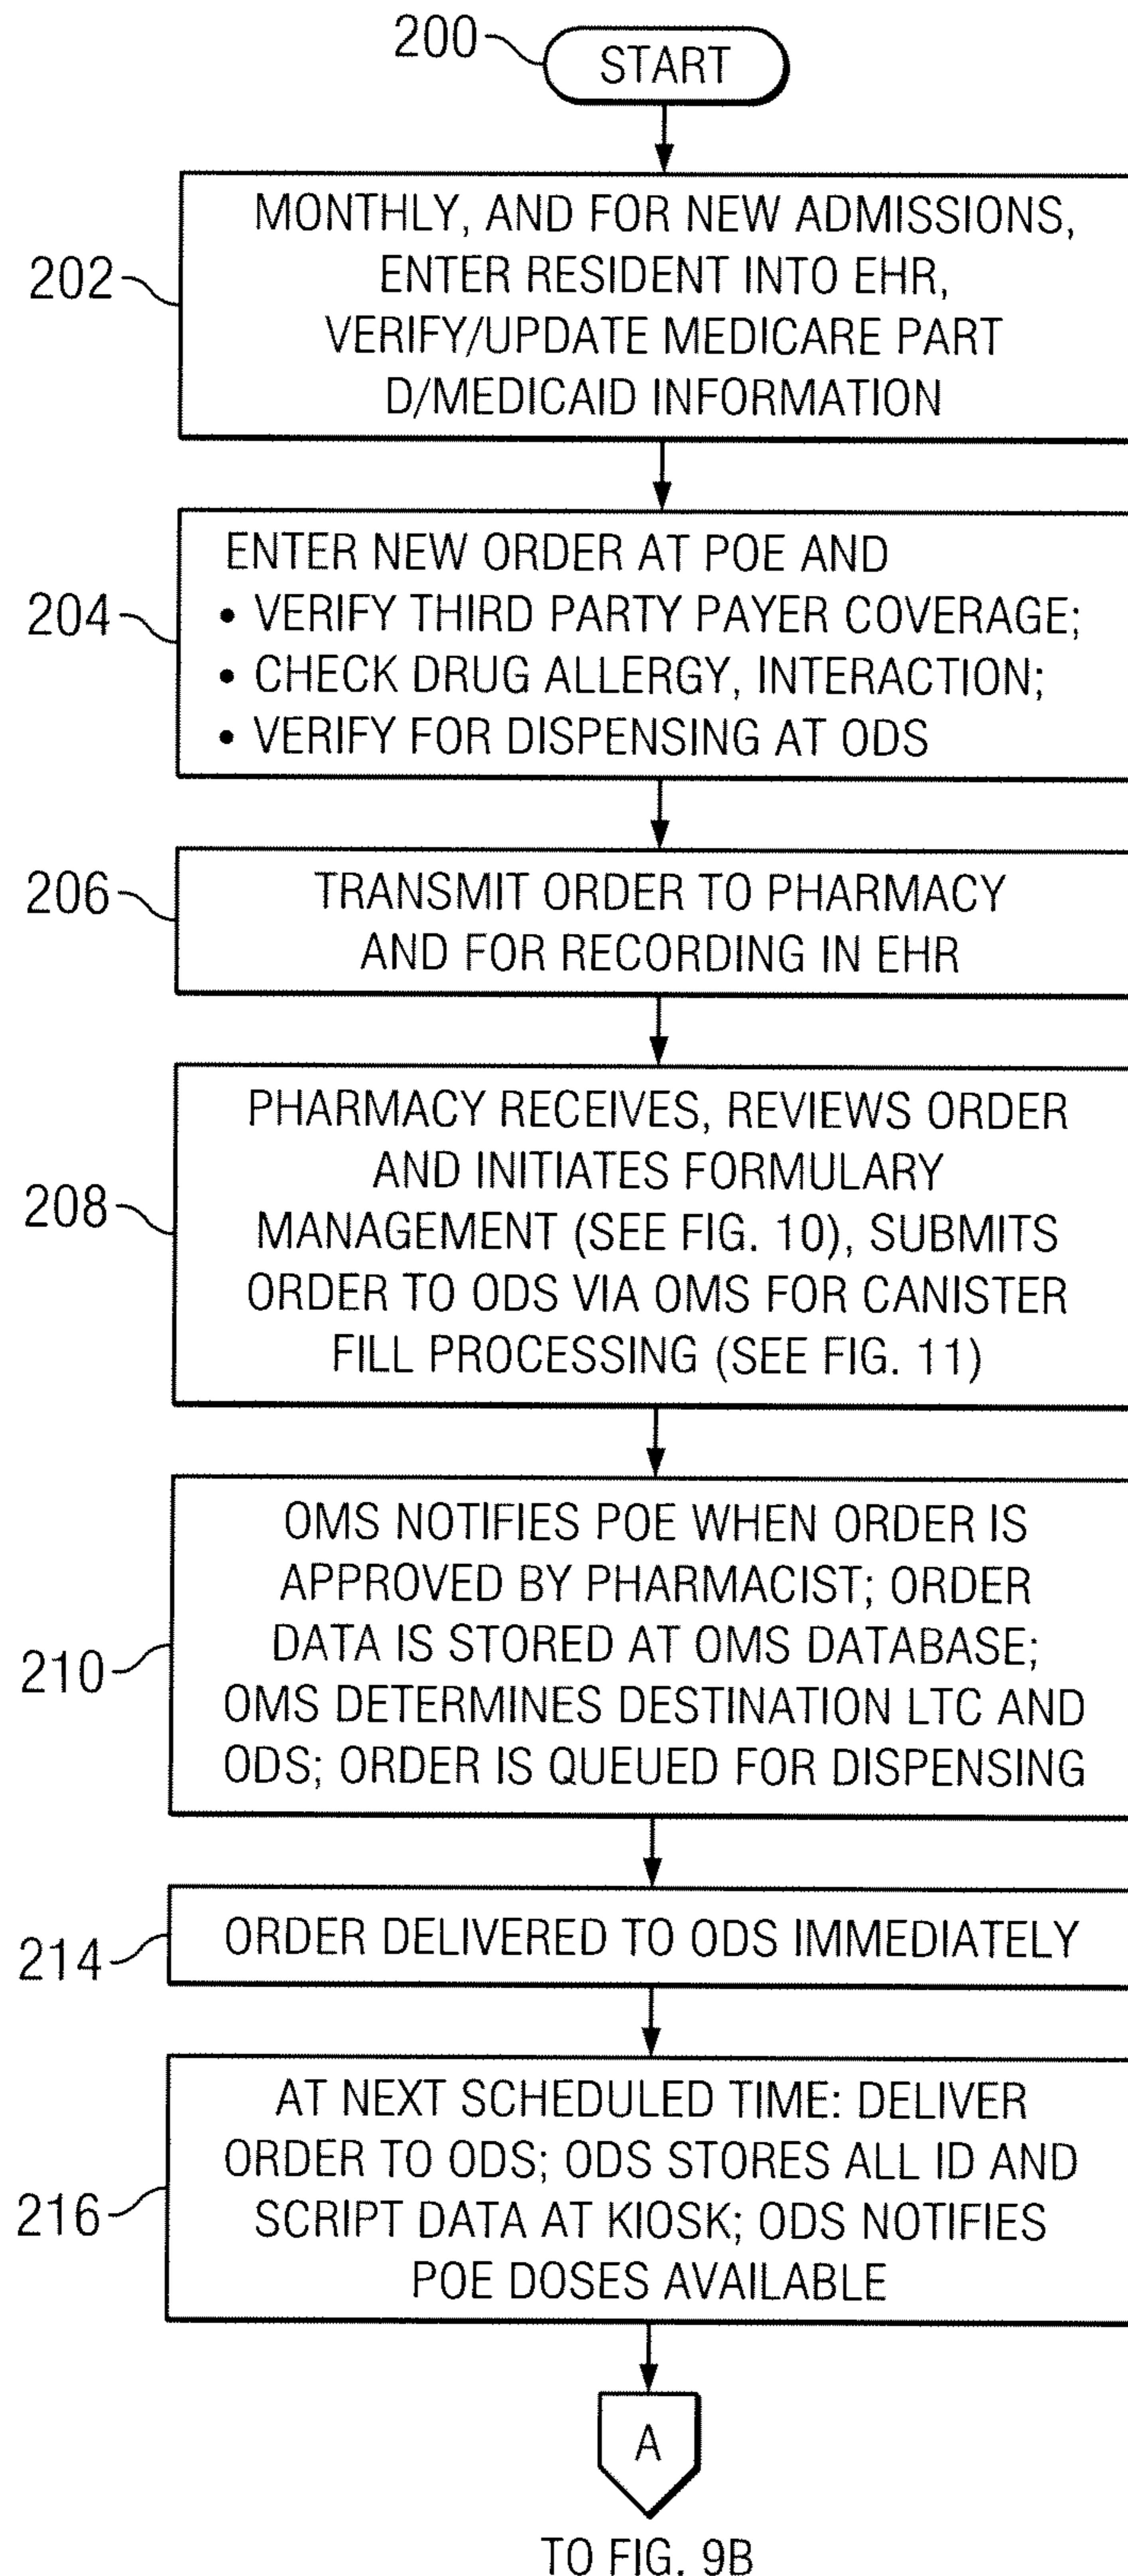 200
START
202
MONTHLY, AND FOR NEW ADMISSIONS,
ENTER RESIDENT INTO EHR,
VERIFY/UPDATE MEDICARE PART
D/MEDICAID INFORMATION
204
ENTER NEW ORDER AT POE AND
• VERIFY THIRD PARTY PAYER COVERAGE;
• CHECK DRUG ALLERGY, INTERACTION;
• VERIFY FOR DISPENSING AT ODS
206
TRANSMIT ORDER TO PHARMACY
AND FOR RECORDING IN EHR
208
PHARMACY RECEIVES, REVIEWS ORDER
AND INITIATES FORMULARY
MANAGEMENT (SEE FIG. 10), SUBMITS
ORDER TO ODS VIA OMS FOR CANISTER
FILL PROCESSING (SEE FIG. 11)
210
OMS NOTIFIES POE WHEN ORDER IS
APPROVED BY PHARMACIST; ORDER
DATA IS STORED AT OMS DATABASE;
OMS DETERMINES DESTINATION LTC AND
ODS; ORDER IS QUEUED FOR DISPENSING
214
ORDER DELIVERED TO ODS IMMEDIATELY
216
AT NEXT SCHEDULED TIME: DELIVER
ORDER TO ODS; ODS STORES ALL ID AND
SCRIPT DATA AT KIOSK; ODS NOTIFIES
POE DOSES AVAILABLE
A
TO FIG. 9B